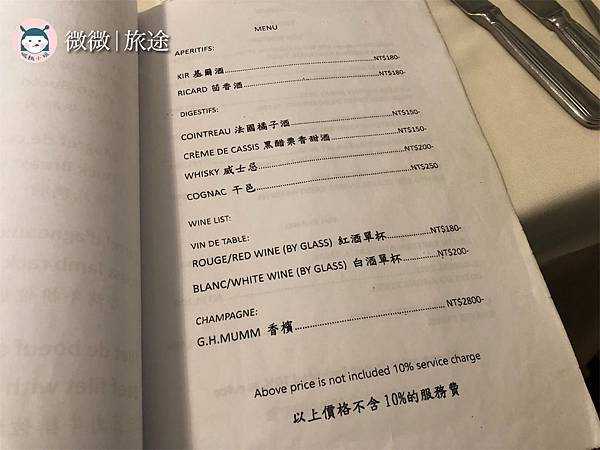 微微|旅途
MENU
APERITIFS:
KIR 基爾酒................NT$180-
RICARD 茴香酒................NT$180-
DIGESTIFS:
COINTREAU 法國橘子酒................NT$150-
CRÈME DE CASSIS 黑醋栗香甜酒................NT$150-
WHISKY 威士忌................NT$200-
COGNAC 干邑................NT$250
WINE LIST:
VIN DE TABLE:
ROUGE/RED WINE (BY GLASS) 紅酒單杯................NT$180-
BLANC/WHITE WINE (BY GLASS) 白酒單杯................NT$200-
CHAMPAGNE:
G.H.MUMM 香檳................NT$2800-
Above price is not included 10% service charge
以上價格不含 10%的服務費